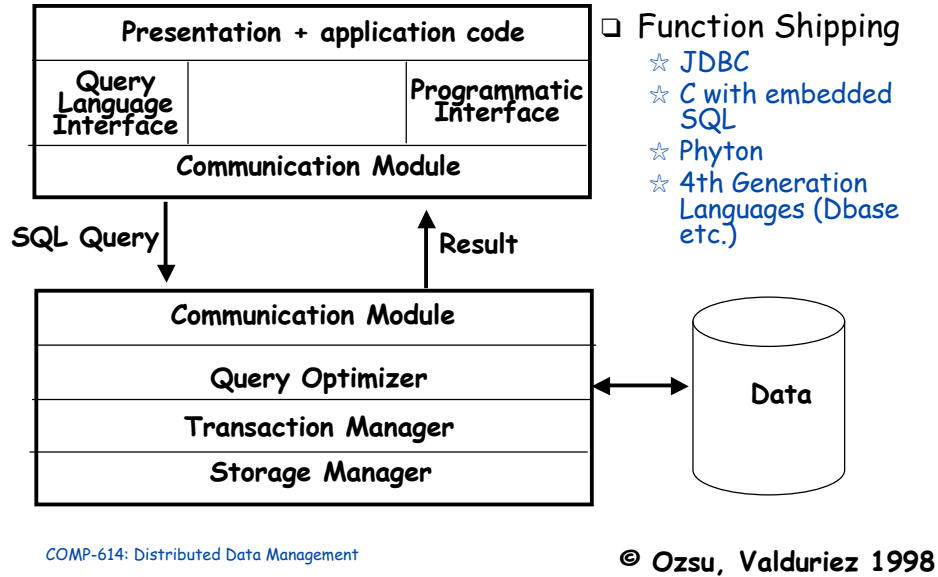 Presentation + application code
Query
Language
Interface
Programmatic
Interface
Communication Module
SQL Query
Result
Communication Module
Query Optimizer
Transaction Manager
Storage Manager
Data
❑ Function Shipping
☆ JDBC
☆ C with embedded
SQL
☆ Phyton
☆ 4th Generation
Languages (Dbase
etc.)
COMP-614: Distributed Data Management
© Ozsu, Valduriez 1998